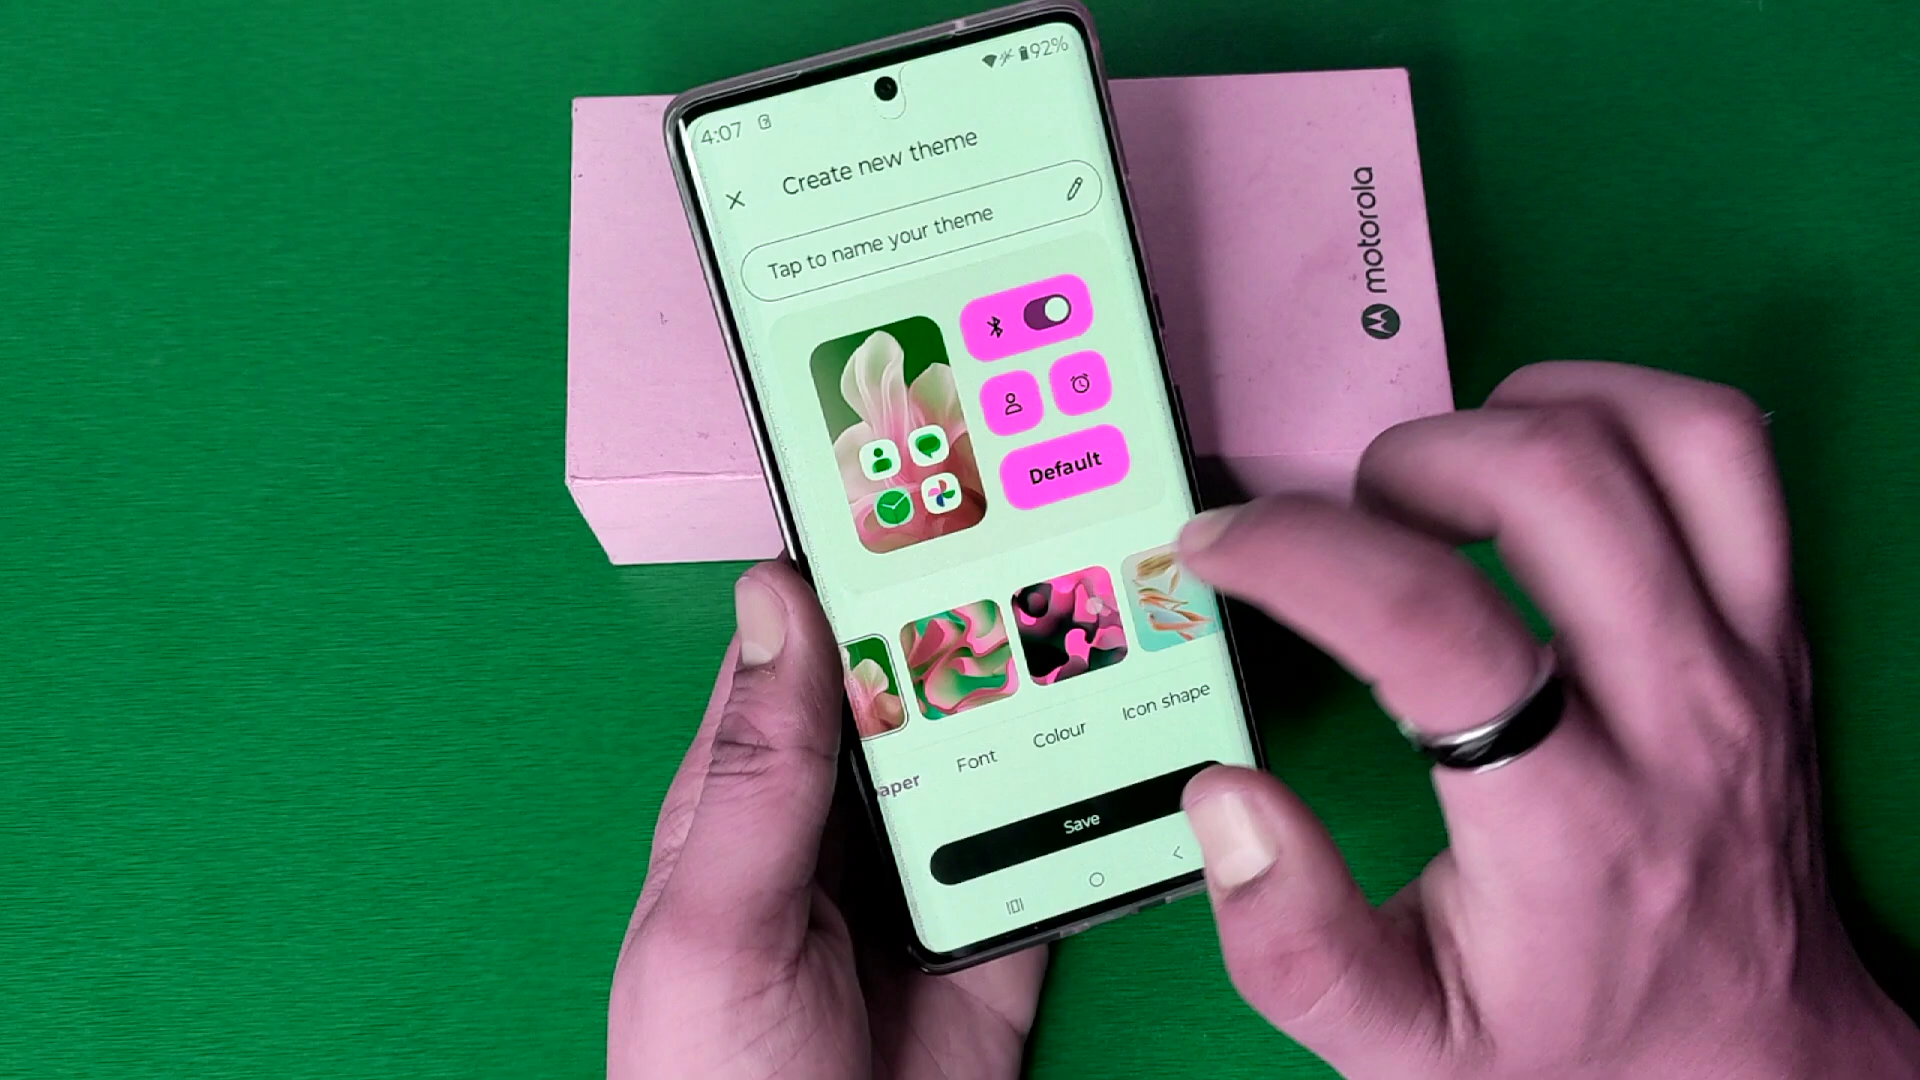 4:07
92%
Create new theme
Tap to name your theme
Default
aper
Font
Colour
Icon shape
Save
motorola